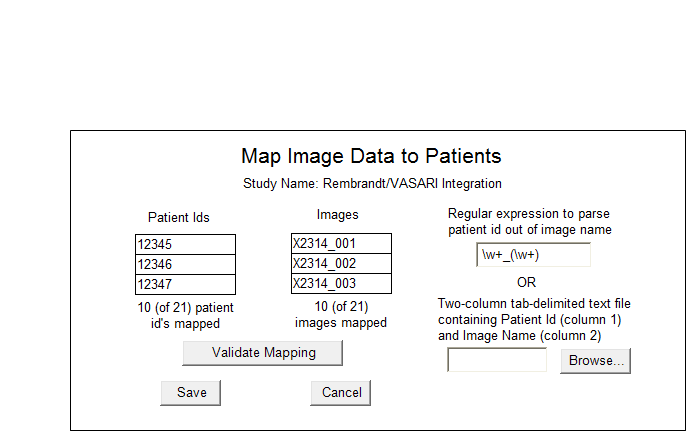 Map Image Data to Patients
Study Name: Rembrandt/VASARI Integration
Patient Ids
12345
12346
12347
10 (of 21) patient
id's mapped
Images
X2314_001
X2314_002
X2314_003
10 (of 21)
images mapped
Regular expression to parse
patient id out of image name
\w+_(\w+)
OR
Two-column tab-delimited text file
containing Patient Id (column 1)
and Image Name (column 2)
Browse...
Validate Mapping
Save
Cancel